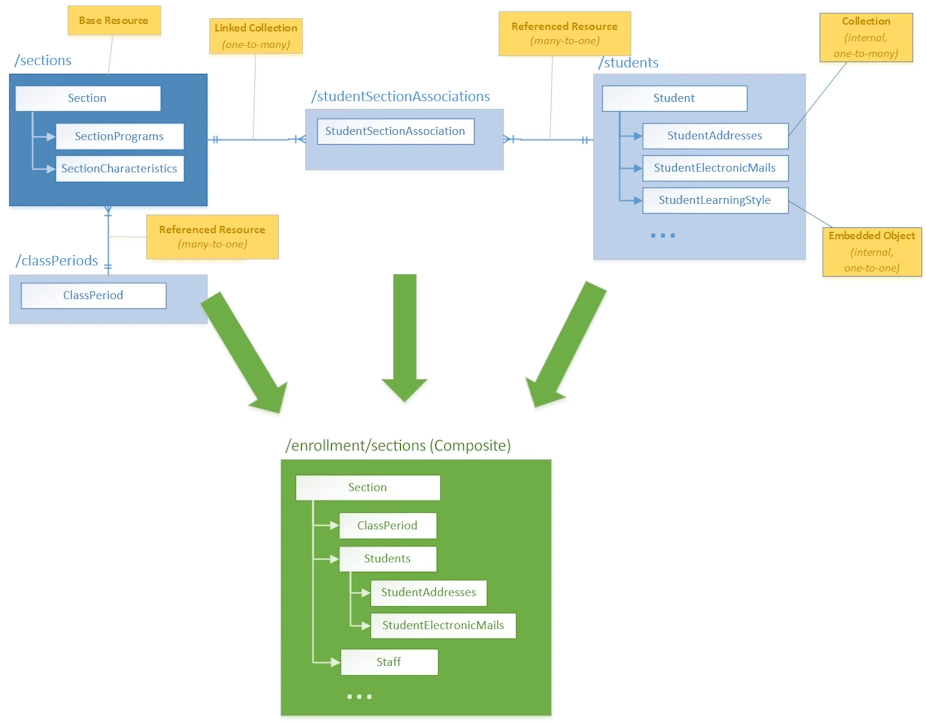 Base Resource
Linked Collection
(one-to-many)
Referenced Resource
(many-to-one)
Collection
(internal,
one-to-many)
/sections
Section
SectionPrograms
SectionCharacteristics
/studentSectionAssociations
StudentSectionAssociation
/students
Student
StudentAddresses
StudentElectronicMails
StudentLearningStyle
•••
Referenced Resource
(many-to-one)
Embedded Object
(internal,
one-to-one)
/classPeriods
ClassPeriod
/enrollment/sections (Composite)
Section
ClassPeriod
Students
StudentAddresses
StudentElectronicMails
Staff
•••